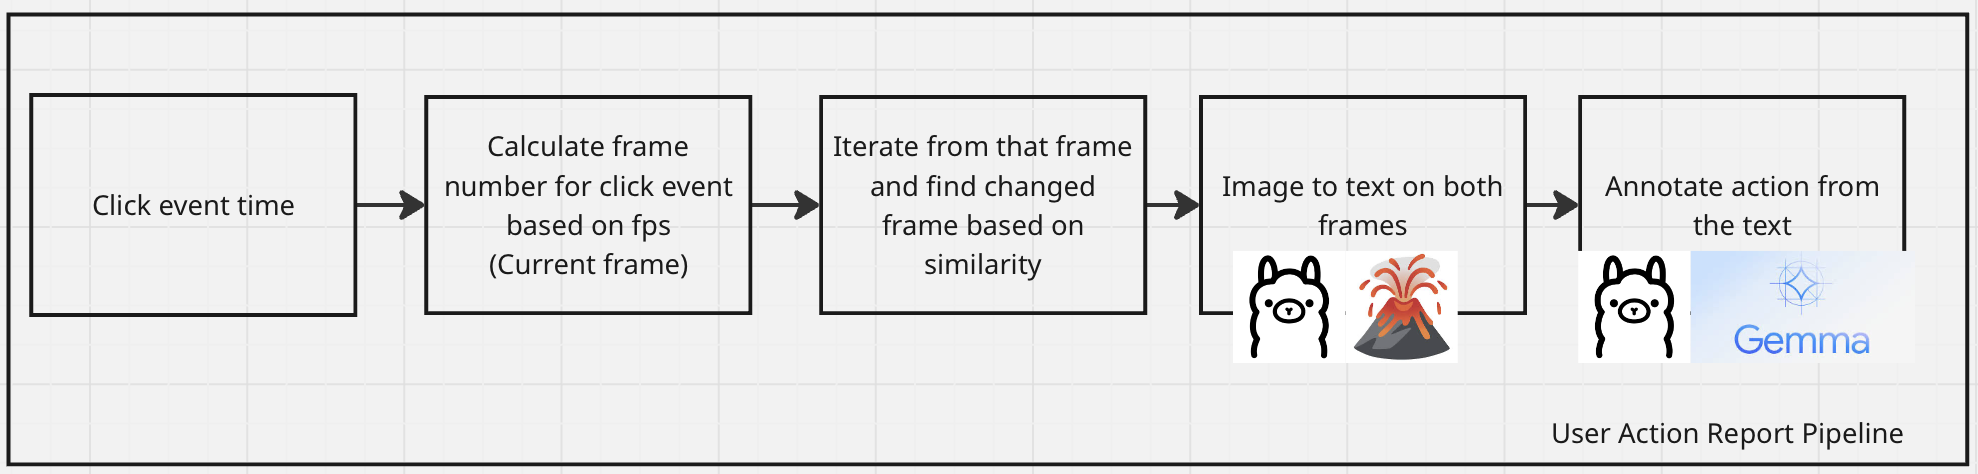 Click event time
Calculate frame
number for click event
based on fps
(Current frame)
Iterate from that frame
and find changed
frame based on
similarity
Image to text on both
frames
Annotate action from
the text
Gemma
User Action Report Pipeline